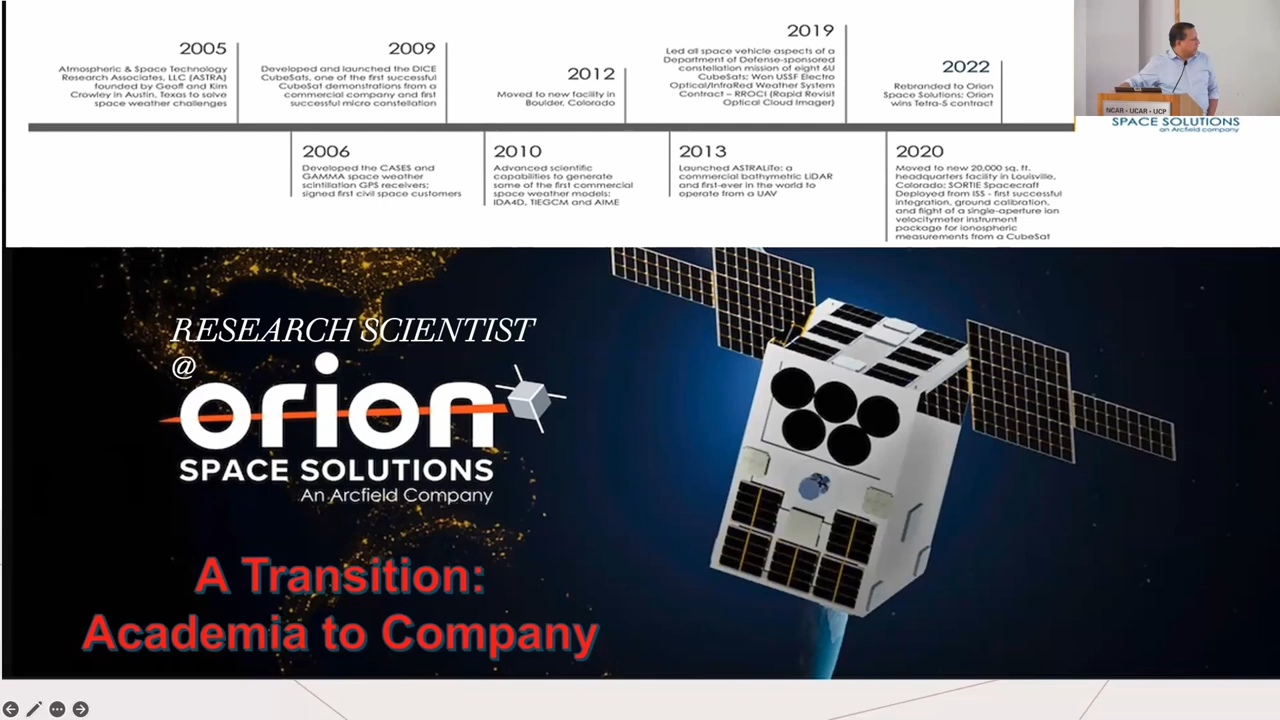 2005
Atmospheric & Space Technology
Research Associates, LLC (ASTRA)
founded by Geoff and Kim
Crowley in Austin, Texas to solve
space weather challenges
2009
Developed and launched the DICE
CubeSats, one of the first successful
CubeSat demonstrations from a
commercial company and first
successful micro constellation
2012
Moved to new facility in
Boulder, Colorado
2019
Led all space vehicle aspects of a
Department of Defense-sponsored
constellation mission of eight 6U
CubeSats; Won USSF Electro
Optical/InfraRed Weather System
Contract – RROCI (Rapid Revisit
Optical Cloud Imager)
2022
Rebranded to Orion
Space Solutions; Orion
wins Tetra-5 contract
NCAR - UCAR - UCP
SPACE SOLUTIONS
an Arcfield company
2006
Developed the CASES and
GAMMA space weather
scintillation GPS receivers;
signed first civil space customers
2010
Advanced scientific
capabilities to generate
some of the first commercial
space weather models:
IDA4D, TIEGCM and AIME
2013
Launched ASTRALiTe; a
commercial bathymetric LiDAR
and first-ever in the world to
operate from a UAV
2020
Moved to new 20,000 sq. ft.
headquarters facility in Louisville,
Colorado; SORTIE Spacecraft
Deployed from ISS - first successful
integration, ground calibration,
and flight of a single-aperture ion
velocitymeter instrument
package for ionospheric
measurements from a CubeSat
RESEARCH SCIENTIST
@
orion
SPACE SOLUTIONS
An Arcfield Company
A Transition:
Academia to Company